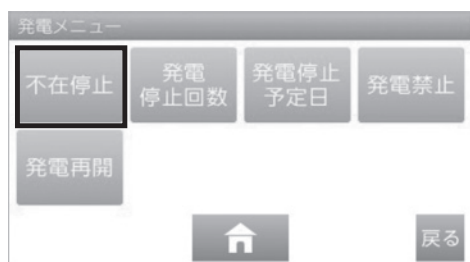 発電メニュー
不在停止
発電
停止回数
発電停止
予定日
発電禁止
発電再開
戻る